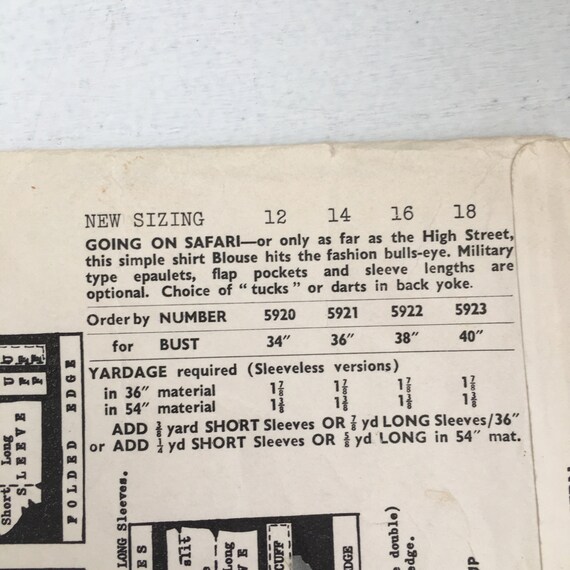 NEW SIZING 12 14 16 18
GOING ON SAFARI—or only as far as the High Street,
this simple shirt Blouse hits the fashion bulls-eye. Military
type epaulets, flap pockets and sleeve lengths are
optional. Choice of "tucks" or darts in back yoke.
Order by NUMBER 5920 5921 5922 5923
for BUST 34" 36" 38" 40"
YARDAGE required (Sleeveless versions)
in 36" material 1⅞ 1⅞ 1⅞ 1⅞
in 54" material 1⅜ 1⅜ 1⅜ 1⅜
ADD ⅜ yard SHORT Sleeves OR ⅞ yd LONG Sleeves/36"
or ADD ¼ yd SHORT Sleeves OR ⅝ yd LONG in 54" mat.
FOLDED EDGE
Short Long
SLEEVE
LONG Sleeves.
slit
Long
CUFF
double)
edge.
UP